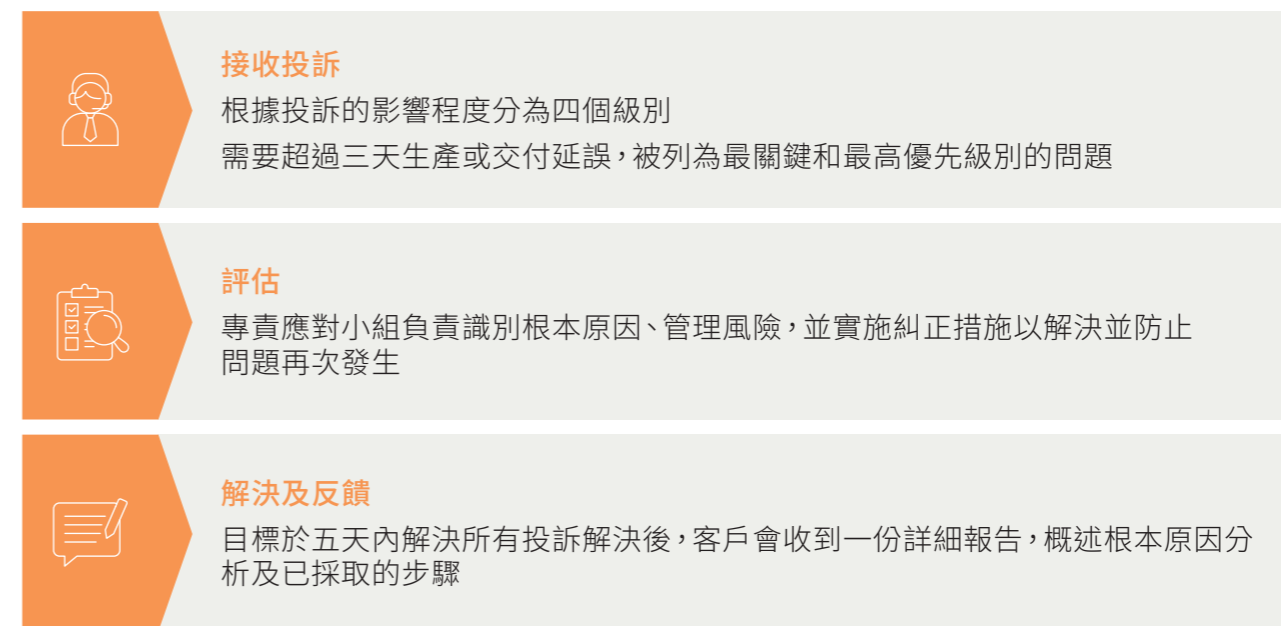 接收投訴
根據投訴的影響程度分為四個級別
需要超過三天生產或交付延誤，被列為最關鍵和最高優先級別的問題
評估
專責應對小組負責識別根本原因、管理風險，並實施糾正措施以解決並防止
問題再次發生
解決及反饋
目標於五天內解決所有投訴解決後，客戶會收到一份詳細報告，概述根本原因分
析及已採取的步驟